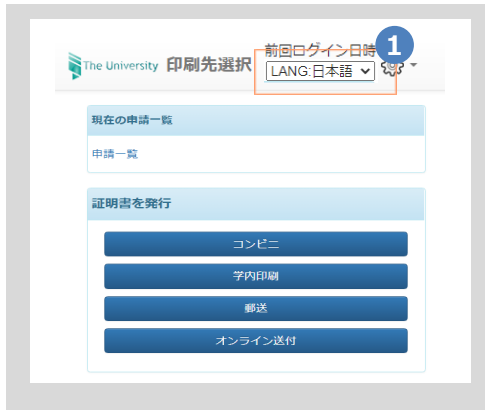 前回ログイン日時
1
The University 印刷先選択
LANG:日本語
現在の申請一覧
申請一覧
証明書を発行
コンビニ
学内印刷
郵送
オンライン送付